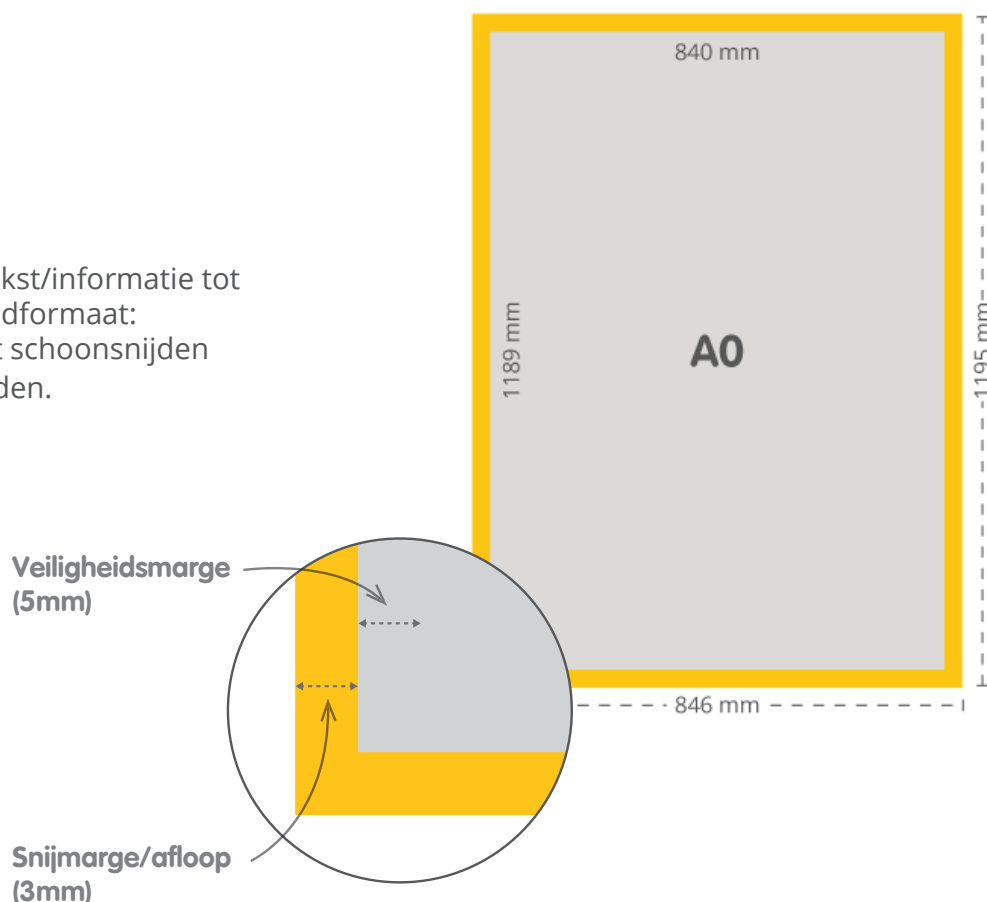 840 mm
kst/informatie tot
dformaat:
t schoonsnijden
den.
1189 mm
A0
1195 mm
Veiligheidsmarge
(5mm)
846 mm
Snijmarge/afloop
(3mm)